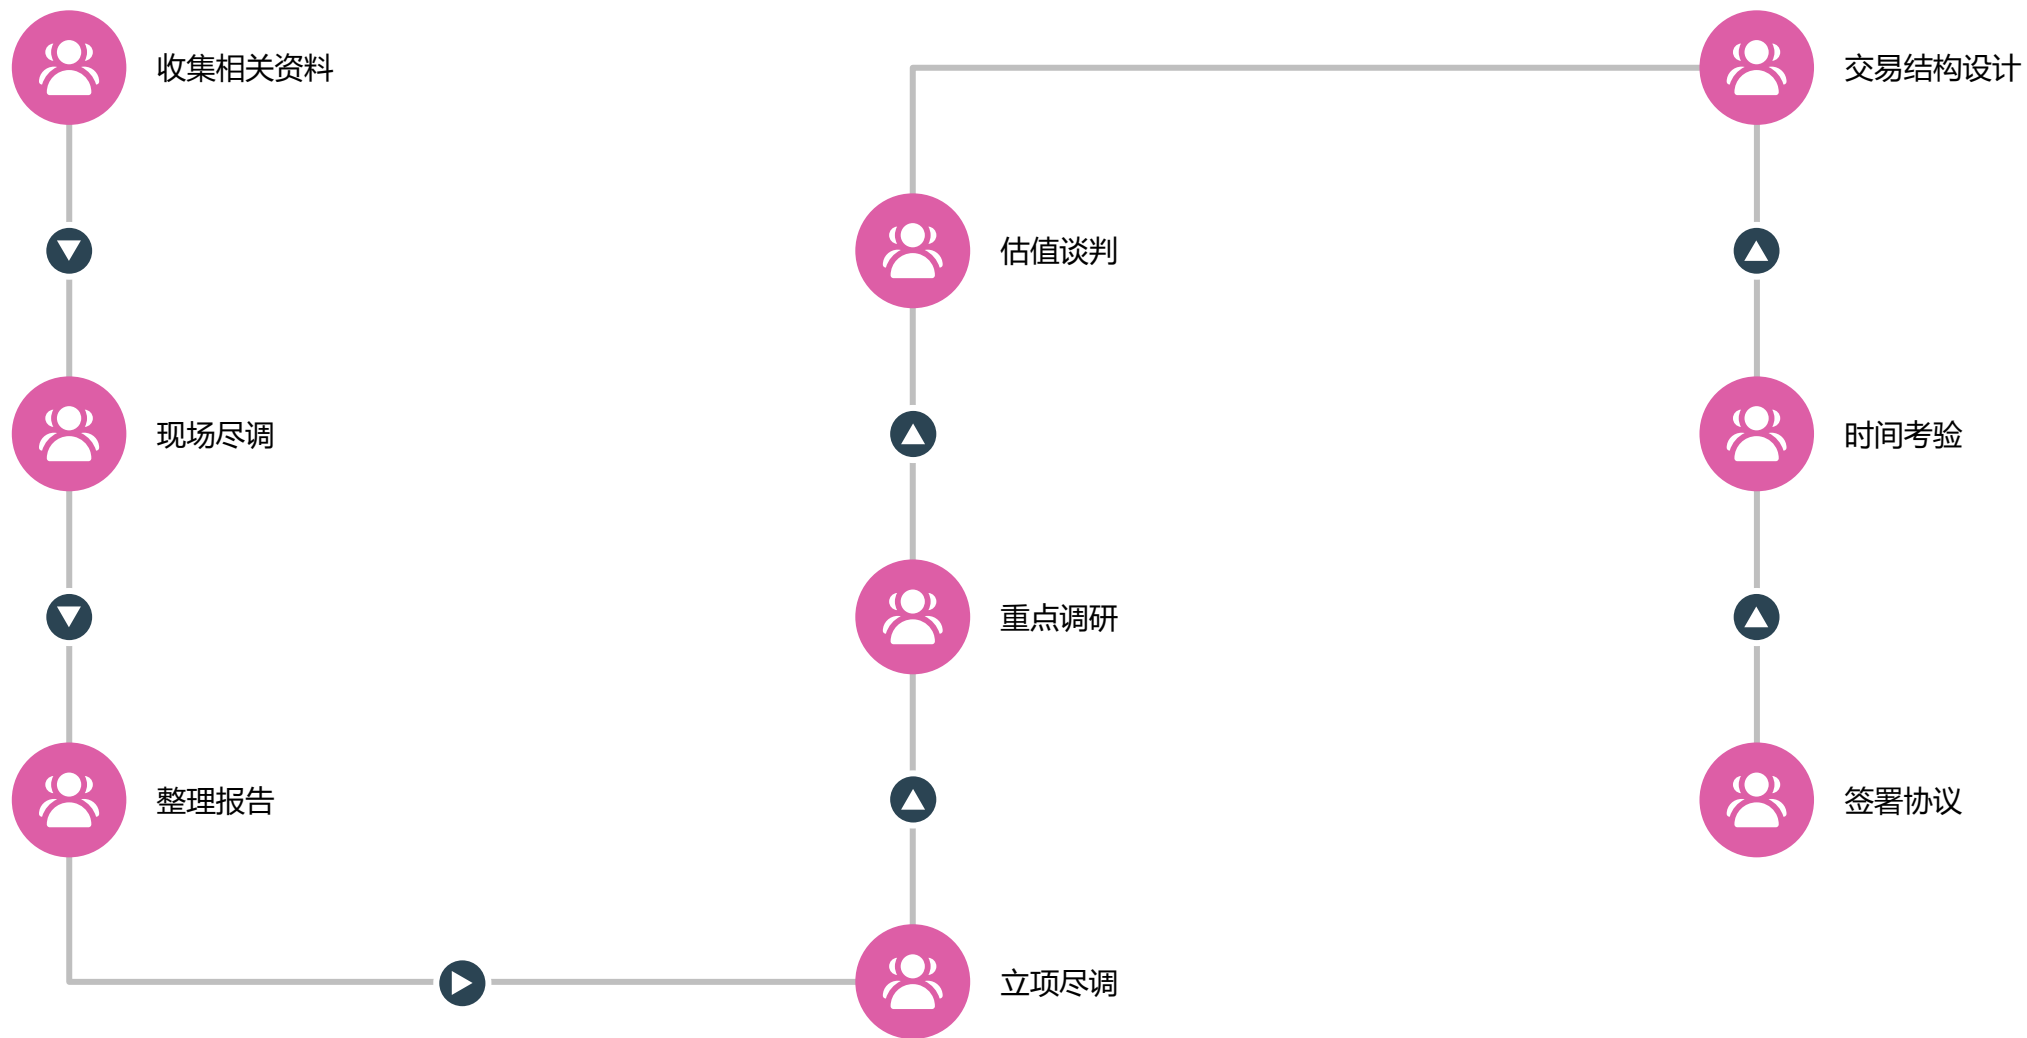 收集相关资料
现场尽调
整理报告
立项尽调
重点调研
估值谈判
交易结构设计
时间考验
签署协议